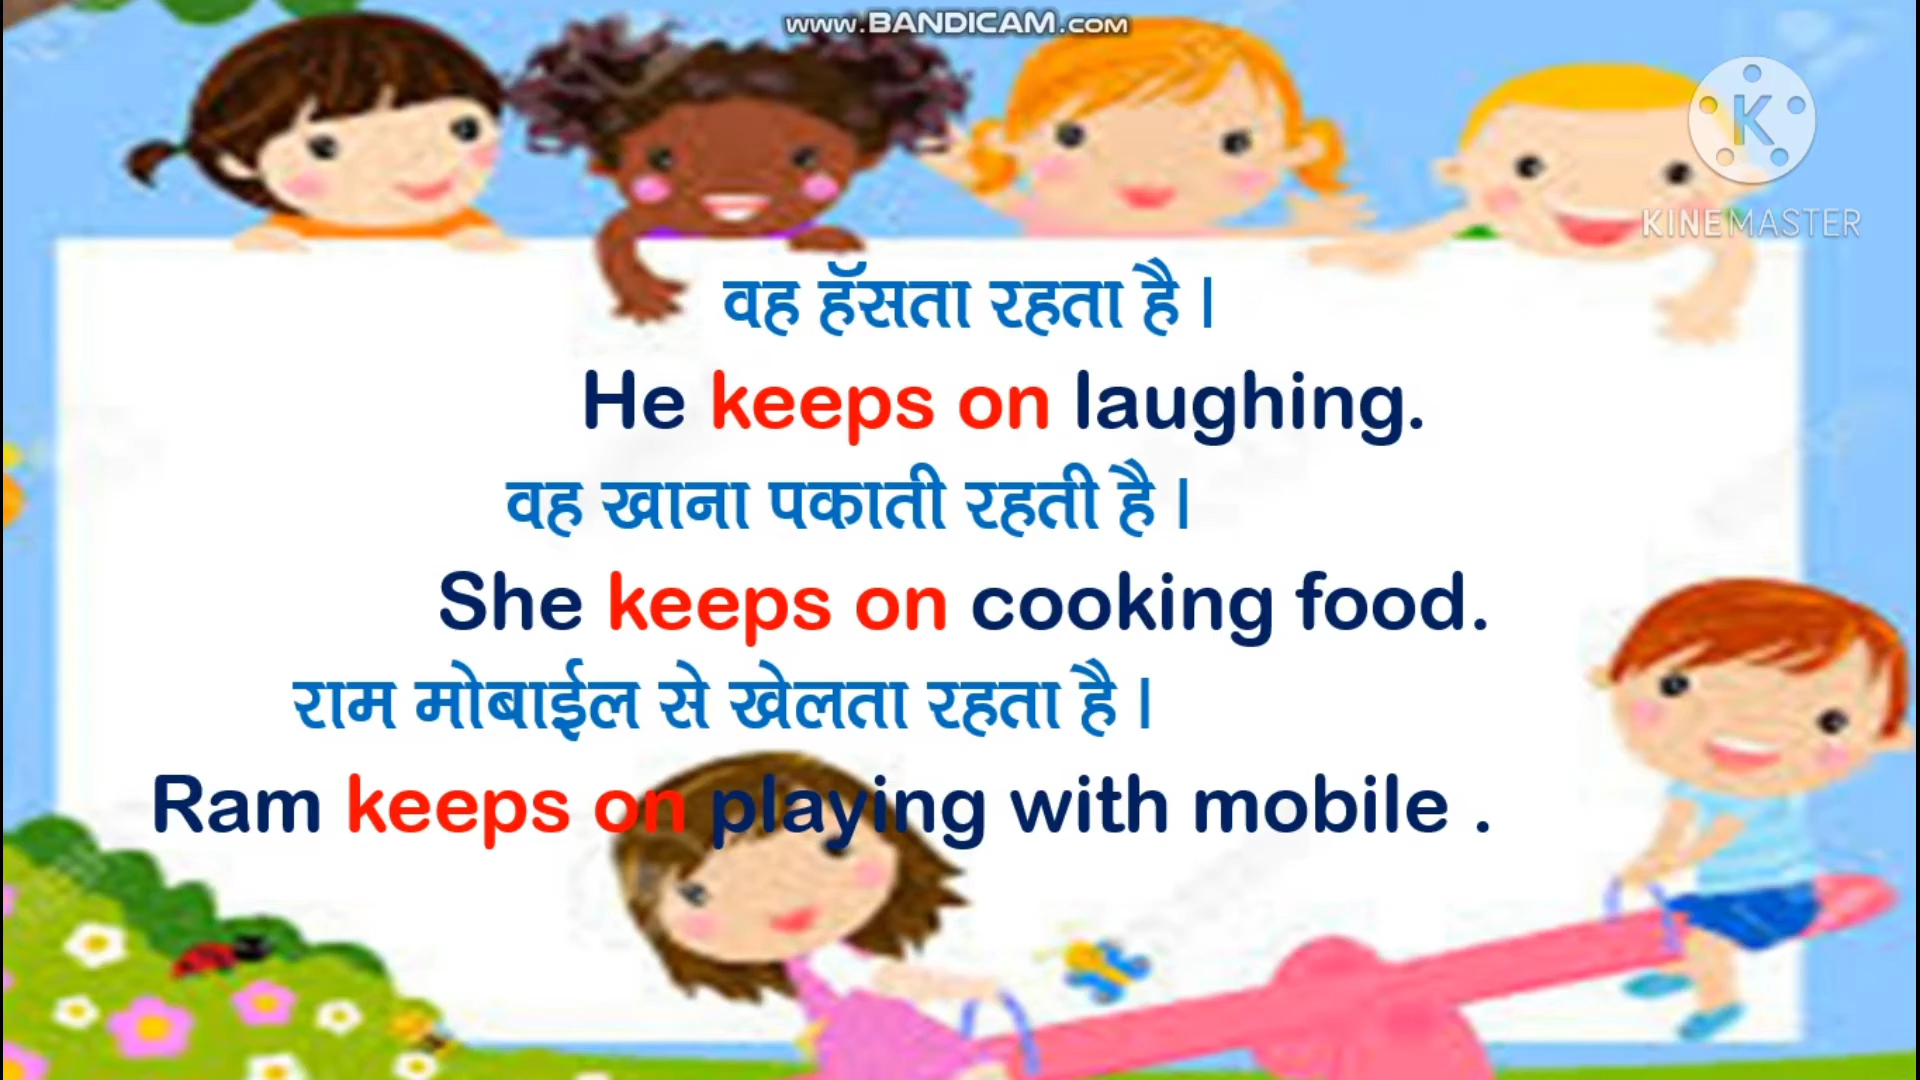 www.BANDICAM.com
K
KINEMASTER
वह हॅसता रहता है l
He keeps on laughing.
वह खाना पकाती रहती है l
She keeps on cooking food.
राम मोबाईल से खेलता रहता है l
Ram keeps on playing with mobile .